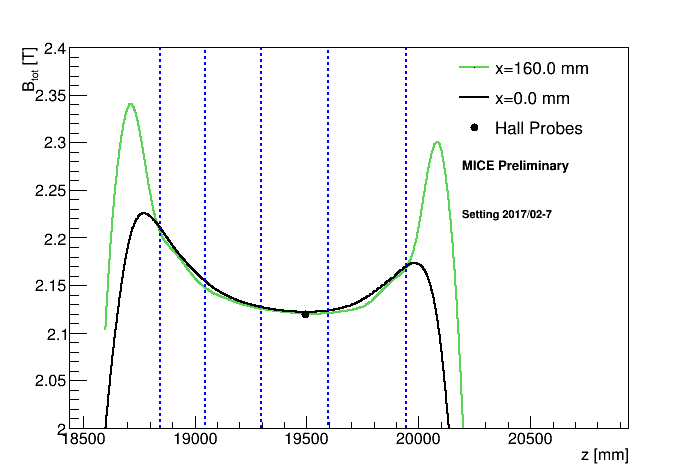 B_tot [T]
2.4
2.35
2.3
2.25
2.2
2.15
2.1
2.05
2
x=160.0 mm
x=0.0 mm
Hall Probes
MICE Preliminary
Setting 2017/02-7
18500 19000 19500 20000 20500
z [mm]